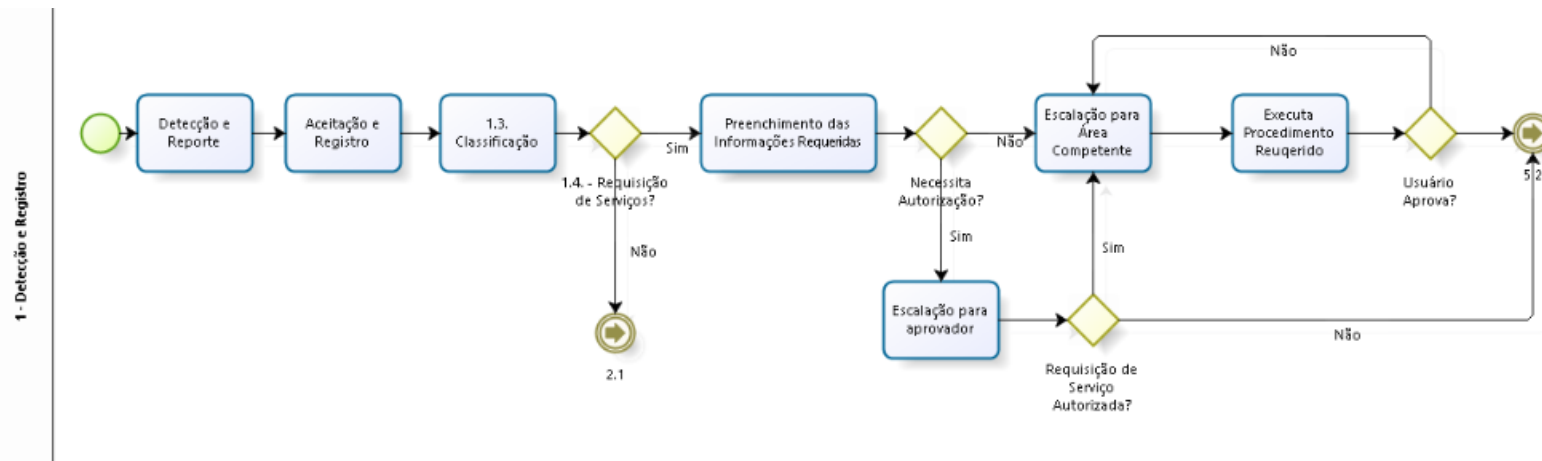 1 - Detecção e Registro
Detecção e
Reporte
Aceitação e
Registro
1.3.
Classificação
1.4. - Requisição
de Serviços?
Sim
Não
2.1
Preenchimento das
Informações Requeridas
Necessita
Autorização?
Não
Sim
Escalação para
aprovador
Requisição de
Serviço
Autorizada?
Sim
Não
Escalação para
Área
Competente
Executa
Procedimento
Reuqerido
Usuário
Aprova?
Não
5.2